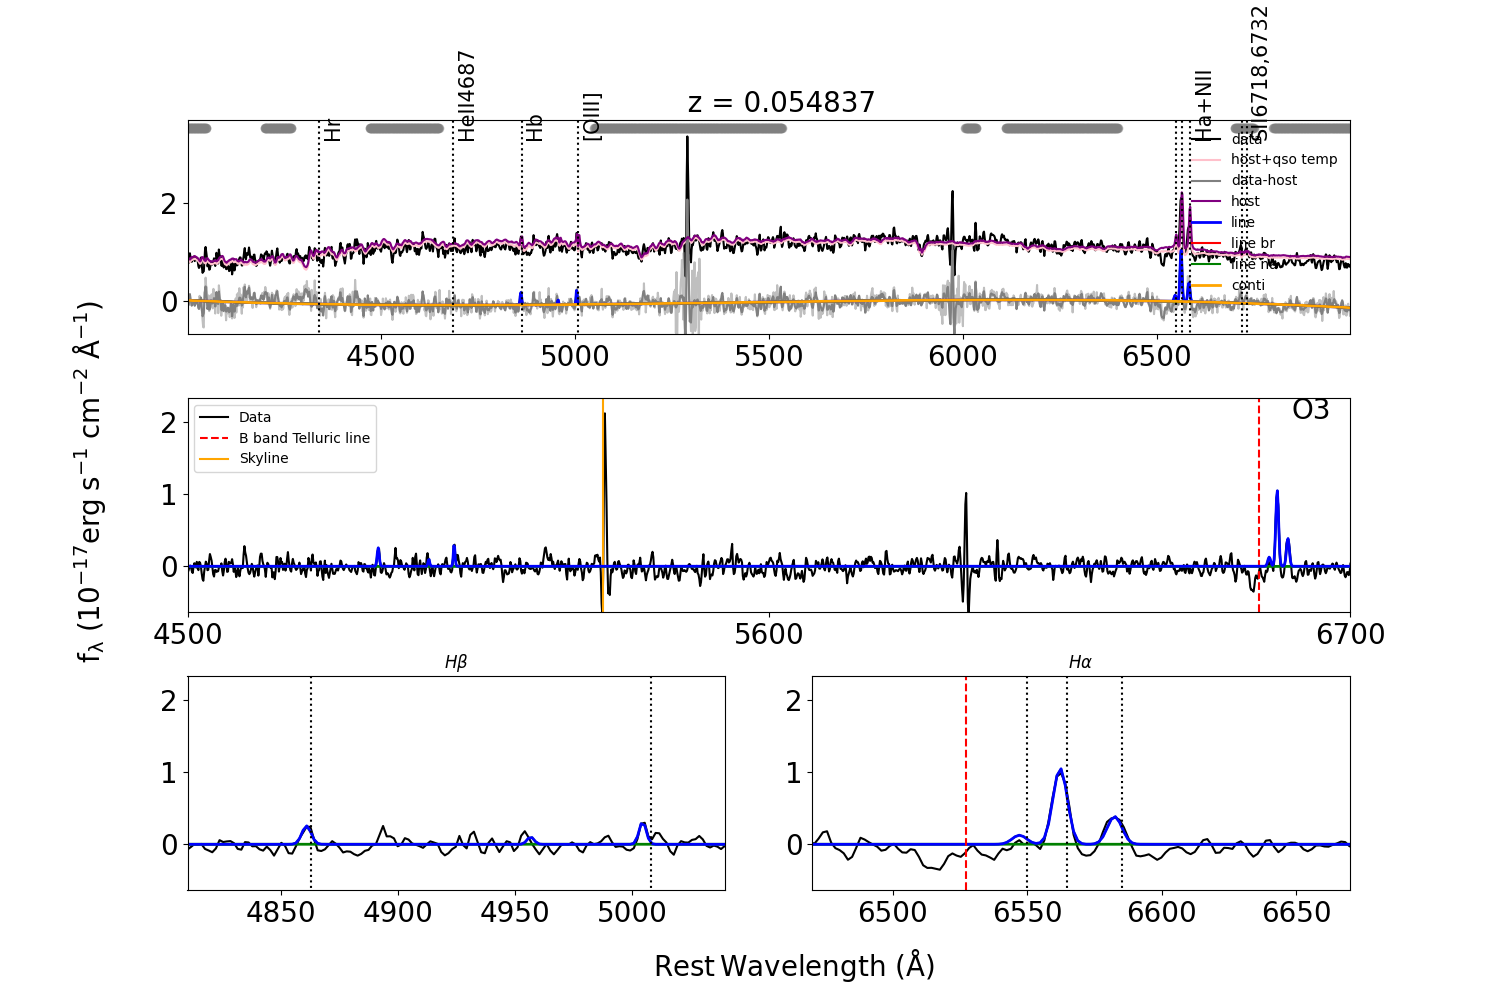 z = 0.054837
Hr
HeII4687
Hb
[OIII]
Ha+NII
SII6718,6732
data
host+qso temp
data-host
host
line
line br
line na
conti
2
0
4500 5000 5500 6000 6500
O3
Data
B band Telluric line
Skyline
2
1
0
4500 5600 6700
fλ (10−17erg s−1 cm−2 Å−1)
Hβ
2
1
0
4850 4900 4950 5000
Hα
2
1
0
6500 6550 6600 6650
Rest Wavelength (Å)